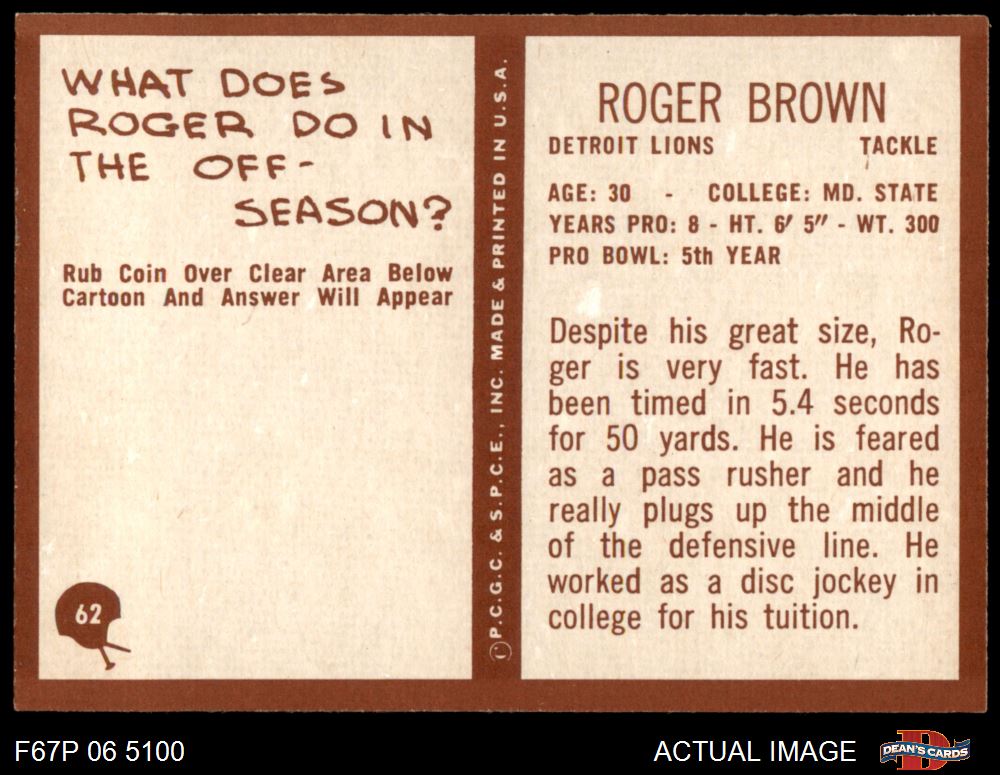 WHAT DOES
ROGER DO IN
THE OFF-
SEASON?
Rub Coin Over Clear Area Below
Cartoon And Answer Will Appear
62
©P.C.G.C. & S.P.C.E., INC. MADE & PRINTED IN U.S.A.
ROGER BROWN
DETROIT LIONS TACKLE
AGE: 30 - COLLEGE: MD. STATE
YEARS PRO: 8 - HT. 6′ 5″ - WT. 300
PRO BOWL: 5th YEAR
Despite his great size, Ro-
ger is very fast. He has
been timed in 5.4 seconds
for 50 yards. He is feared
as a pass rusher and he
really plugs up the middle
of the defensive line. He
worked as a disc jockey in
college for his tuition.
F67P 06 5100
ACTUAL IMAGE
D
DEAN'S CARDS